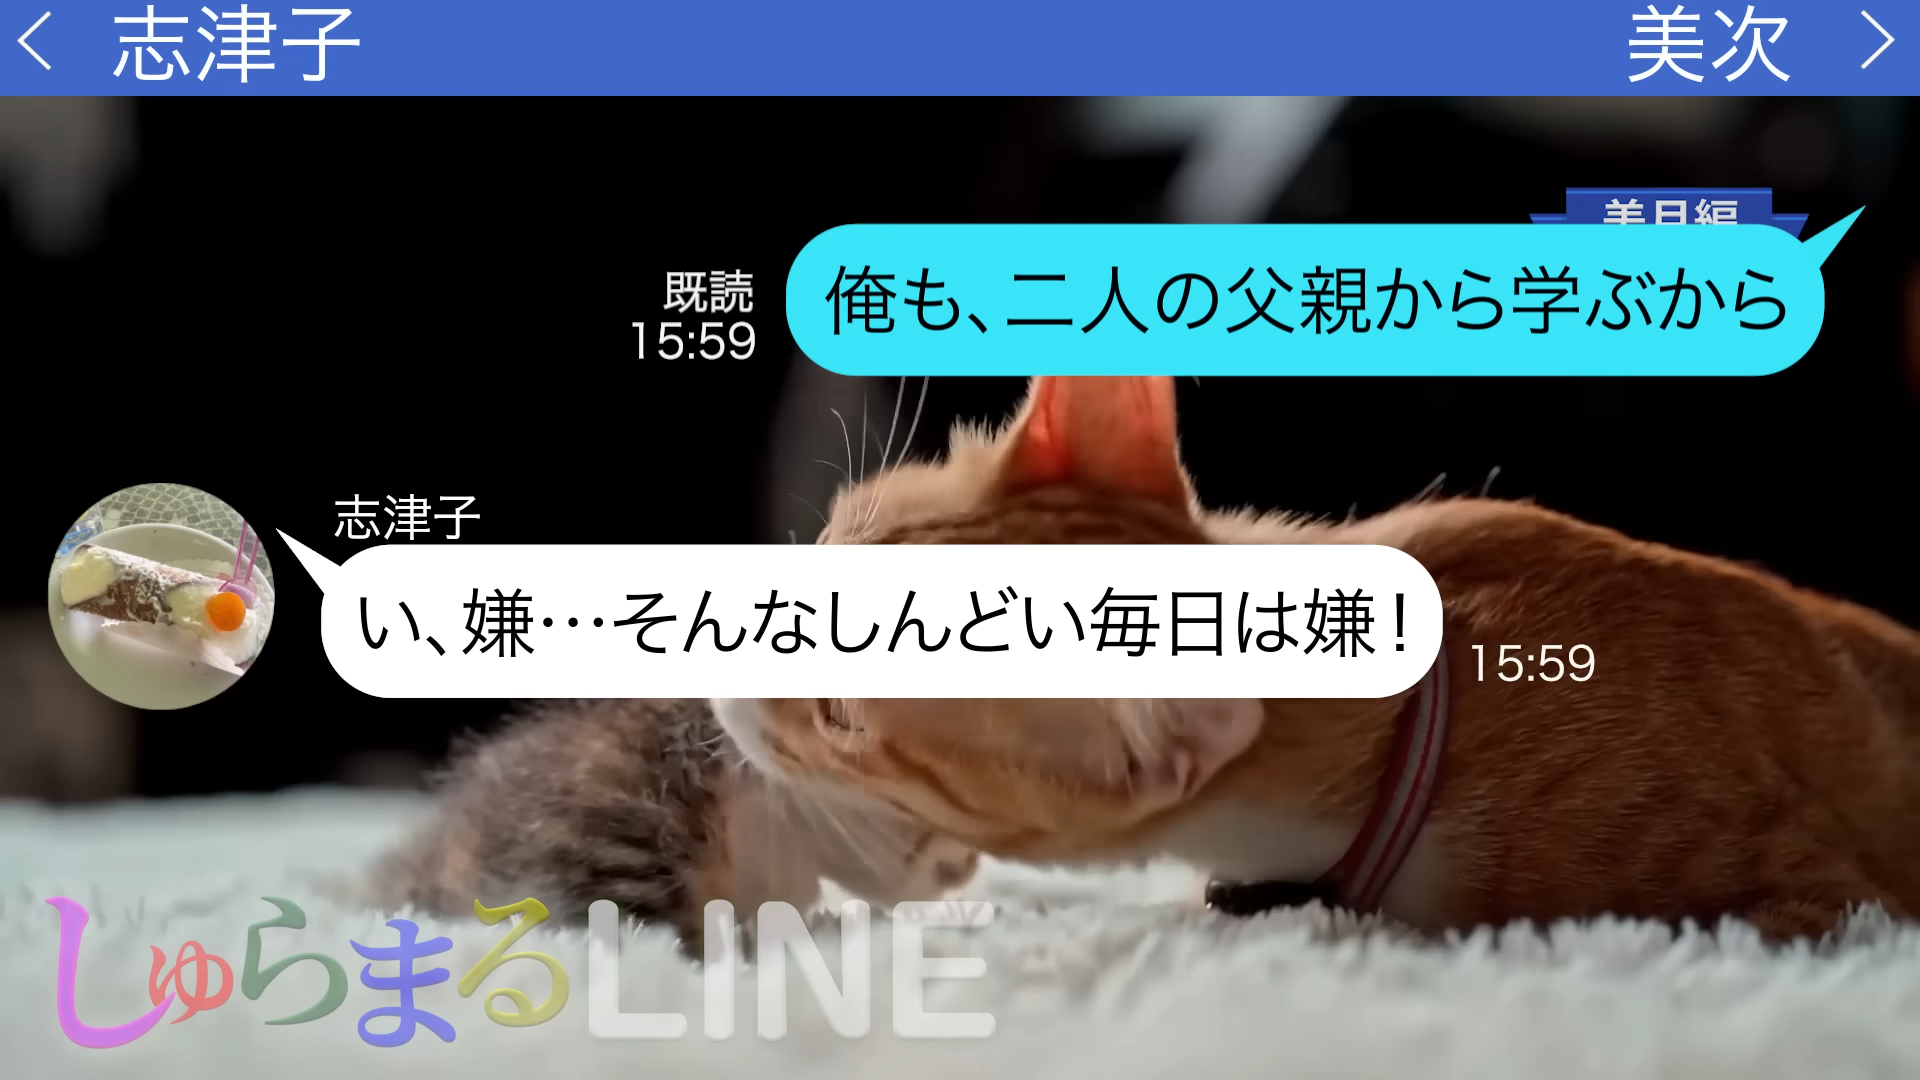 志津子
美次
既読
15:59
俺も、二人の父親から学ぶから
志津子
い、嫌…そんなしんどい毎日は嫌！
15:59
しゅらまるLINE